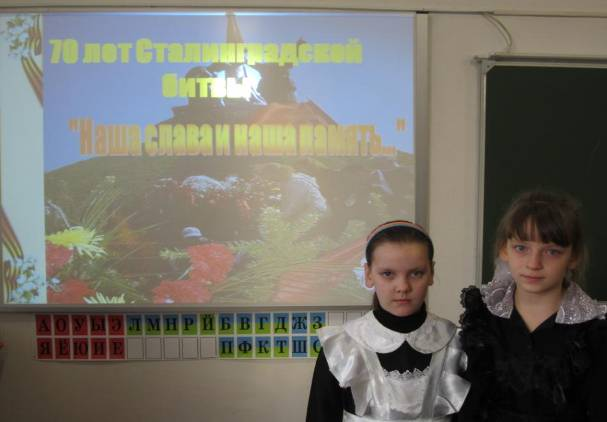 70 лет Сталинградской
битвы
"Наша слава и наша память..."
А О У Ы Э Л М Н Р Й Б В Г Д Ж З
Я Ё Ю И Е П Ф К Т Ш С